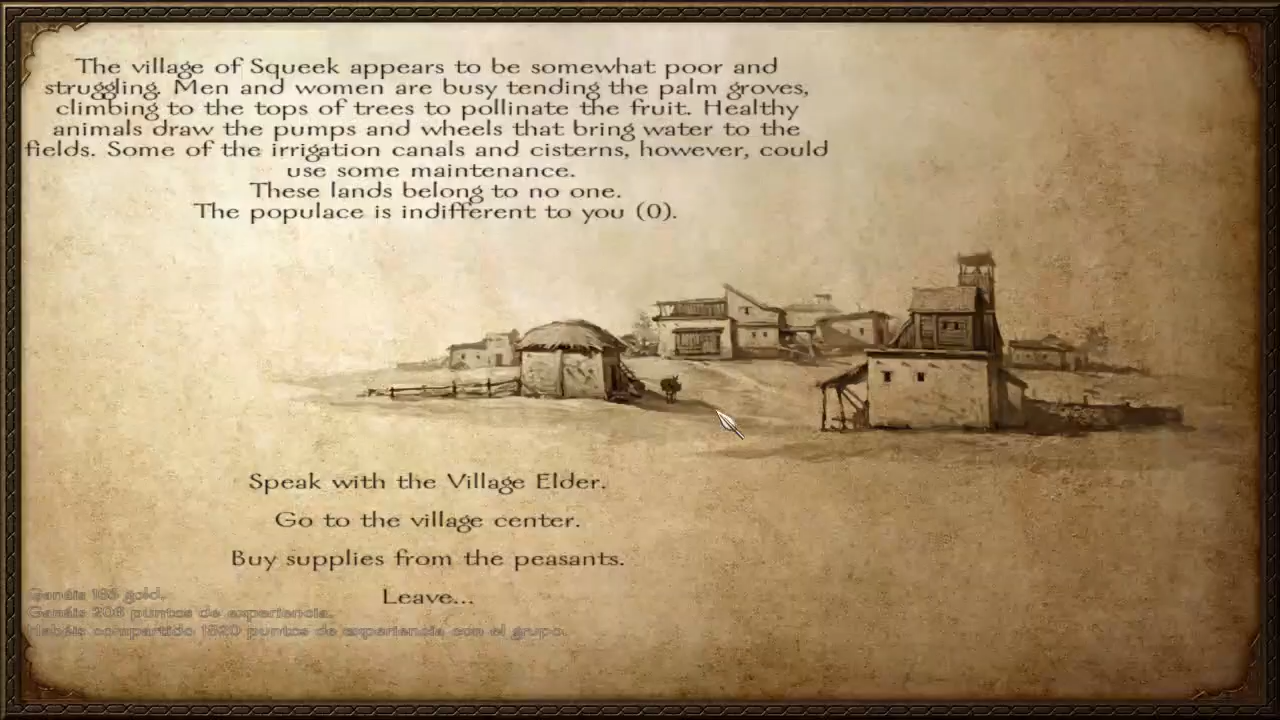 The village of Squeek appears to be somewhat poor and
struggling. Men and women are busy tending the palm groves,
climbing to the tops of trees to pollinate the fruit. Healthy
animals draw the pumps and wheels that bring water to the
fields. Some of the irrigation canals and cisterns, however, could
use some maintenance.
These lands belong to no one.
The populace is indifferent to you (0).
Speak with the Village Elder.
Go to the village center.
Buy supplies from the peasants.
Leave...
Ganáis gold.
Ganáis puntos de experiencia.
Habéis compartido 1820 puntos de experiencia con el grupo.